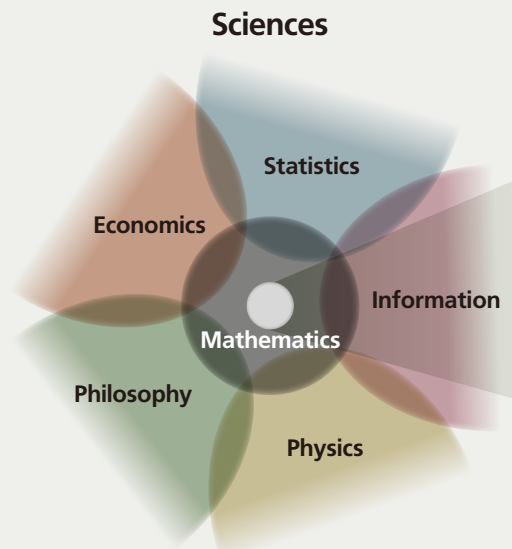 Sciences
Statistics
Economics
Information
Mathematics
Philosophy
Physics